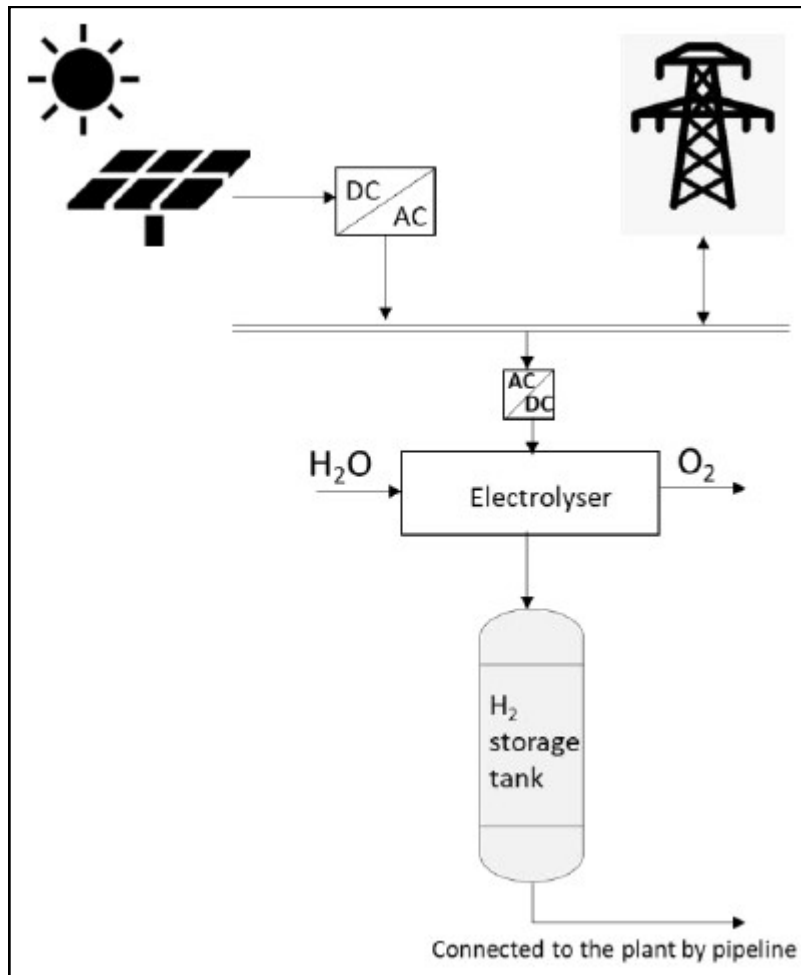 DC
AC
AC
DC
H₂O
O₂
Electrolyser
H₂
storage
tank
Connected to the plant by pipeline